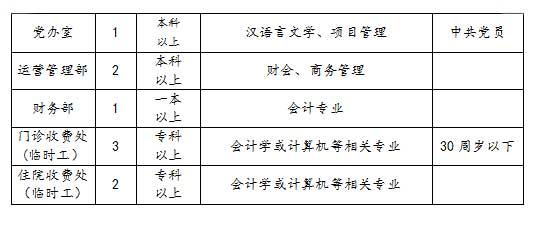 党办室 1 本科以上 汉语言文学、项目管理 中共党员
运营管理部 2 本科以上 财会、商务管理
财务部 1 一本以上 会计专业
门诊收费处（临时工） 3 专科以上 会计学或计算机等相关专业 30 周岁以下
住院收费处（临时工） 2 专科以上 会计学或计算机等相关专业